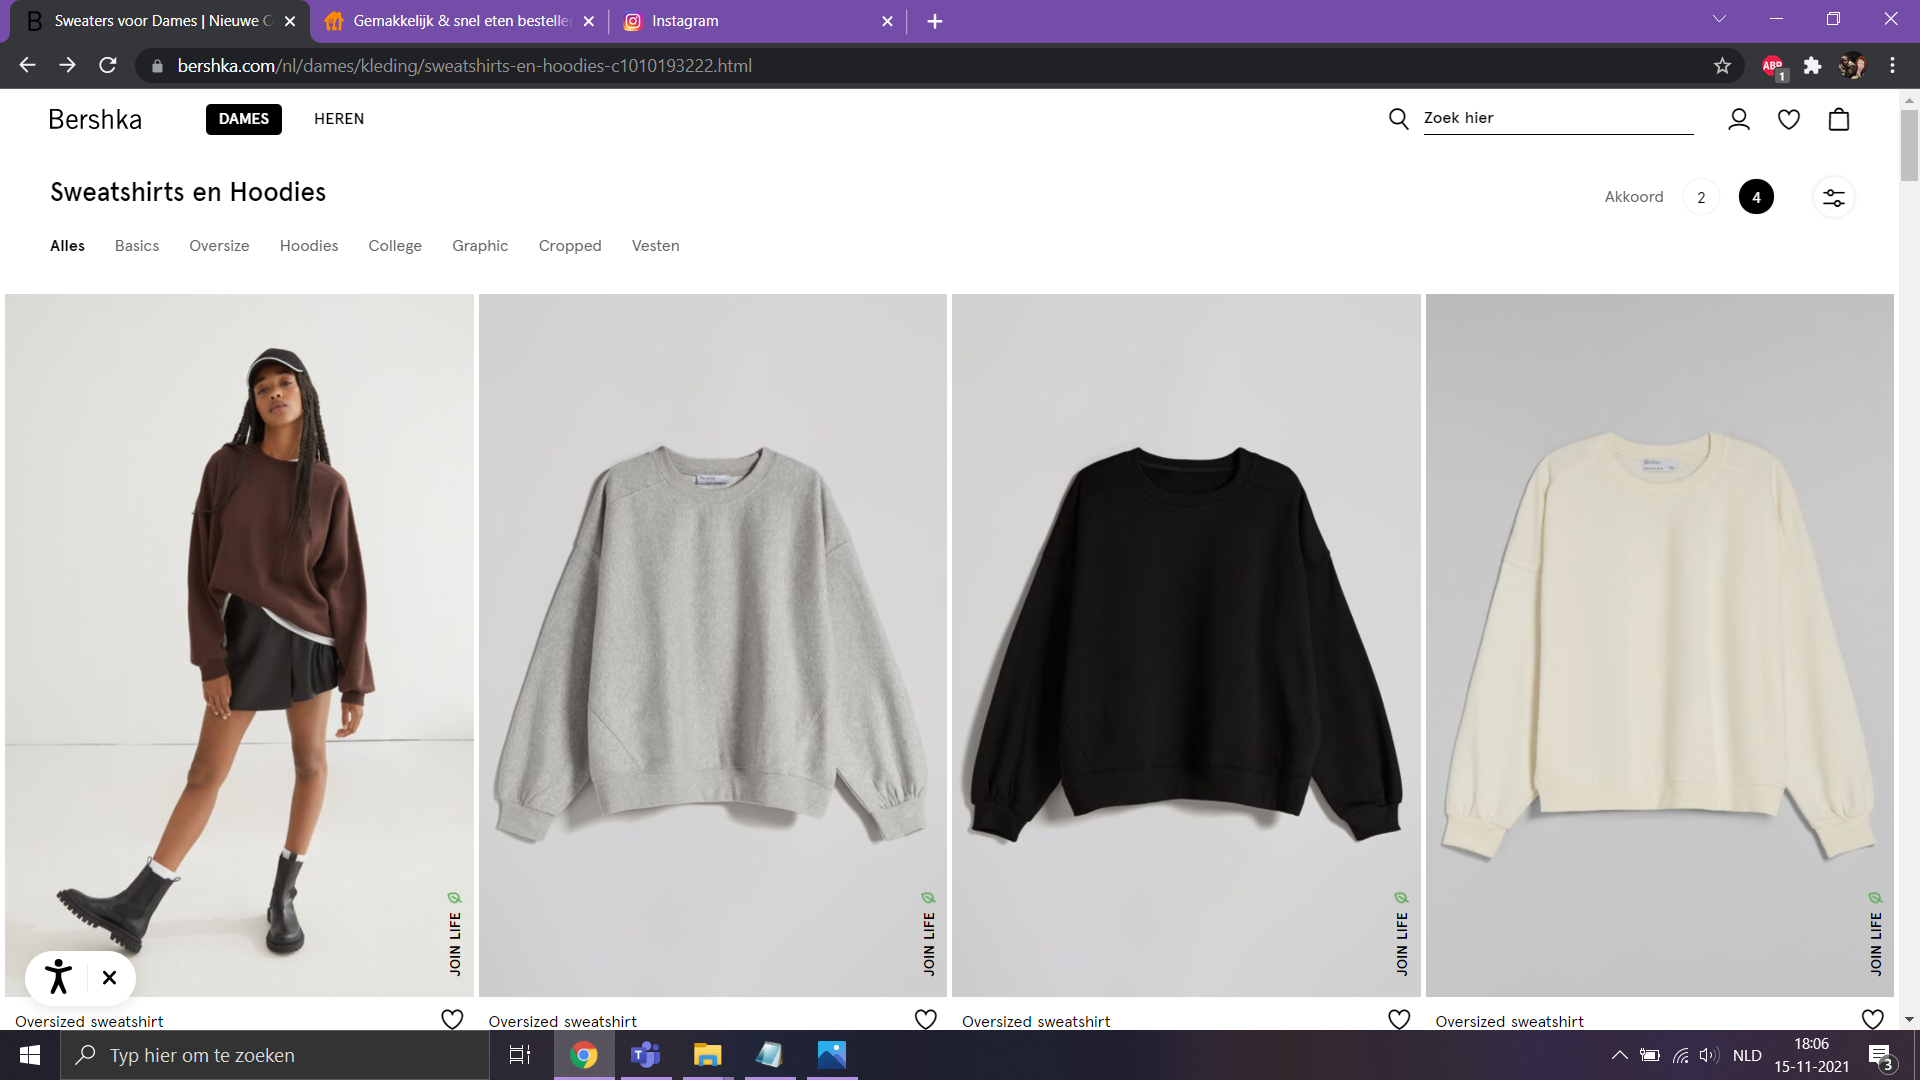 Sweaters voor Dames | Nieuwe C
Gemakkelijk & snel eten bestelle
Instagram
bershka.com/nl/dames/kleding/sweatshirts-en-hoodies-c1010193222.html
ABP
1
Bershka
DAMES
HEREN
Zoek hier
Sweatshirts en Hoodies
Akkoord
2
4
Alles
Basics
Oversize
Hoodies
College
Graphic
Cropped
Vesten
JOIN LIFE
JOIN LIFE
JOIN LIFE
JOIN LIFE
Oversized sweatshirt
Oversized sweatshirt
Oversized sweatshirt
Oversized sweatshirt
Typ hier om te zoeken
NLD
18:06
15-11-2021
3